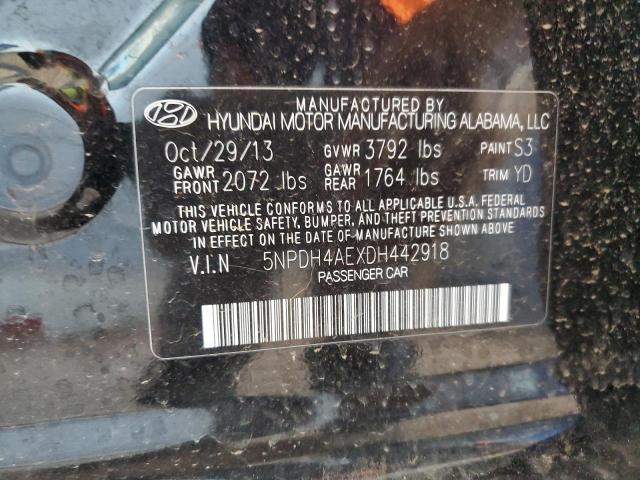 MANUFACTURED BY
HYUNDAI MOTOR MANUFACTURING ALABAMA, LLC
Oct/29/13 GVWR 3792 lbs PAINT S3
GAWR FRONT 2072 lbs GAWR REAR 1764 lbs TRIM YD
THIS VEHICLE CONFORMS TO ALL APPLICABLE U.S.A. FEDERAL
MOTOR VEHICLE SAFETY, BUMPER, AND THEFT PREVENTION STANDARDS
IN EFFECT ON THE DATE OF MANUFACTURE SHOWN ABOVE
V.I.N 5NPDH4AEXDH442918
PASSENGER CAR